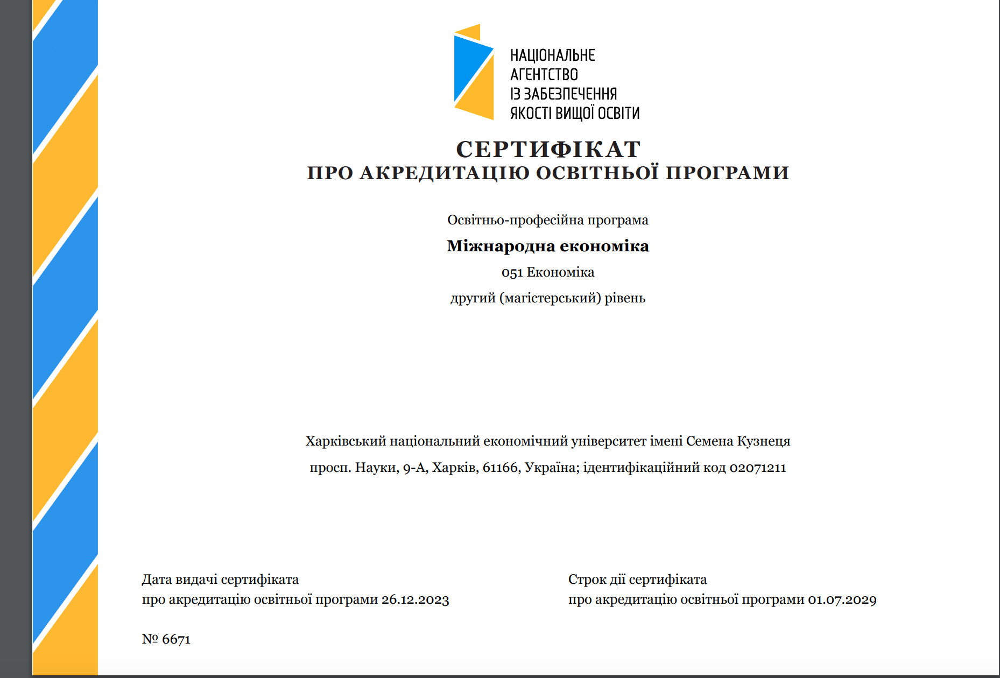 НАЦІОНАЛЬНЕ
АГЕНТСТВО
ІЗ ЗАБЕЗПЕЧЕННЯ
ЯКОСТІ ВИЩОЇ ОСВІТИ
СЕРТИФІКАТ
ПРО АКРЕДИТАЦІЮ ОСВІТНЬОЇ ПРОГРАМИ
Освітньо-професійна програма
Міжнародна економіка
051 Економіка
другий (магістерський) рівень
Харківський національний економічний університет імені Семена Кузнеця
просп. Науки, 9-А, Харків, 61166, Україна; ідентифікаційний код 02071211
Дата видачі сертифіката
про акредитацію освітньої програми 26.12.2023
Строк дії сертифіката
про акредитацію освітньої програми 01.07.2029
№ 6671